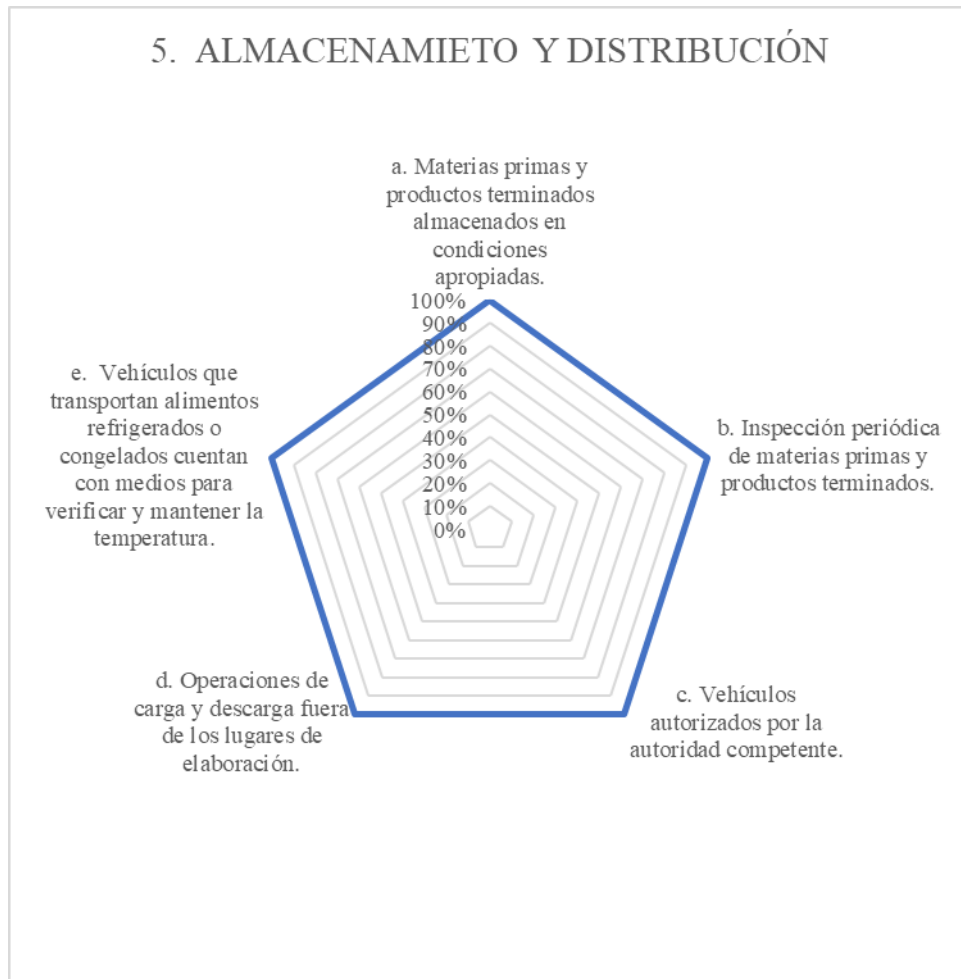 5. ALMACENAMIETO Y DISTRIBUCIÓN
a. Materias primas y
productos terminados
almacenados en
condiciones
apropiadas.
100%
90%
80%
70%
60%
50%
40%
30%
20%
10%
0%
b. Inspección periódica
de materias primas y
productos terminados.
c. Vehículos
autorizados por la
autoridad competente.
d. Operaciones de
carga y descarga fuera
de los lugares de
elaboración.
e. Vehículos que
transportan alimentos
refrigerados o
congelados cuentan
con medios para
verificar y mantener la
temperatura.